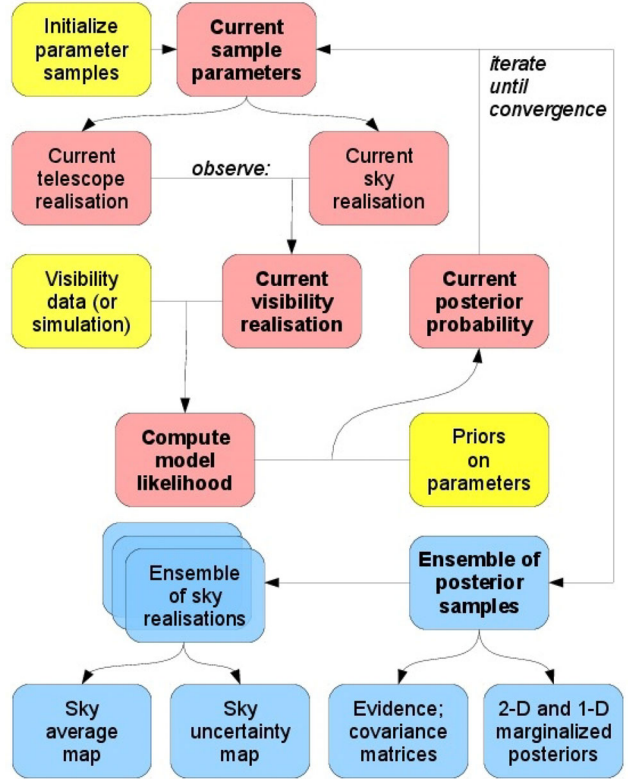 Initialize
parameter
samples
Current
sample
parameters
iterate
until
convergence
Current
telescope
realisation
observe:
Current
sky
realisation
Visibility
data (or
simulation)
Current
visibility
realisation
Current
posterior
probability
Compute
model
likelihood
Priors
on
parameters
Ensemble
of sky
realisations
Ensemble of
posterior
samples
Sky
average
map
Sky
uncertainty
map
Evidence;
covariance
matrices
2-D and 1-D
marginalized
posteriors